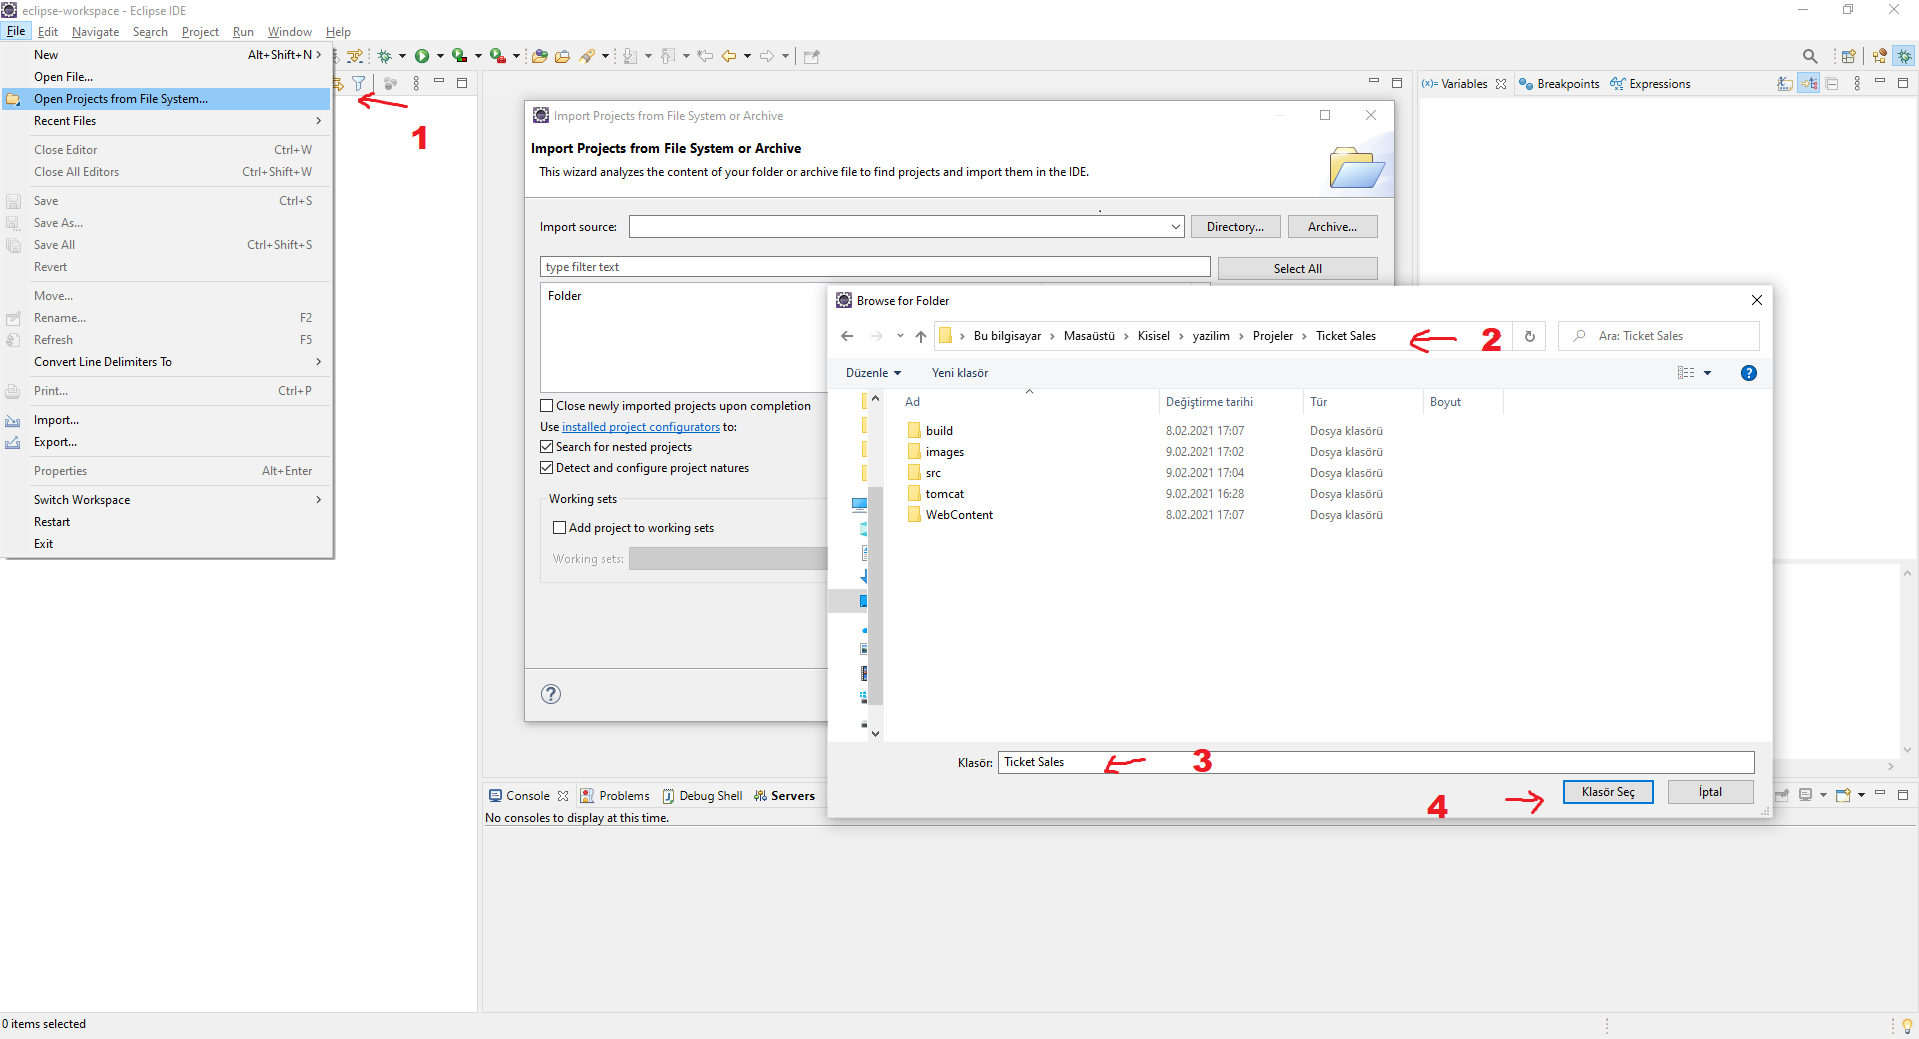 eclipse-workspace - Eclipse IDE
File Edit Navigate Search Project Run Window Help
New Alt+Shift+N
Open File...
Open Projects from File System...
Recent Files
Close Editor Ctrl+W
Close All Editors Ctrl+Shift+W
Save Ctrl+S
Save As...
Save All Ctrl+Shift+S
Revert
Move...
Rename... F2
Refresh F5
Convert Line Delimiters To
Print... Ctrl+P
Import...
Export...
Properties Alt+Enter
Switch Workspace
Restart
Exit
1
(x)= Variables Breakpoints Expressions
Import Projects from File System or Archive
Import Projects from File System or Archive
This wizard analyzes the content of your folder or archive file to find projects and import them in the IDE.
Import source: Directory... Archive...
type filter text Select All
Folder
Close newly imported projects upon completion
Use installed project configurators to:
Search for nested projects
Detect and configure project natures
Working sets
Add project to working sets
Working sets:
Browse for Folder
Bu bilgisayar Masaüstü Kisisel yazilim Projeler Ticket Sales 2 Ara: Ticket Sales
Düzenle Yeni klasör
Ad Değiştirme tarihi Tür Boyut
build 8.02.2021 17:07 Dosya klasörü
images 9.02.2021 17:02 Dosya klasörü
src 9.02.2021 17:04 Dosya klasörü
tomcat 9.02.2021 16:28 Dosya klasörü
WebContent 8.02.2021 17:07 Dosya klasörü
Klasör: Ticket Sales 3
4 Klasör Seç İptal
Console Problems Debug Shell Servers
No consoles to display at this time.
0 items selected